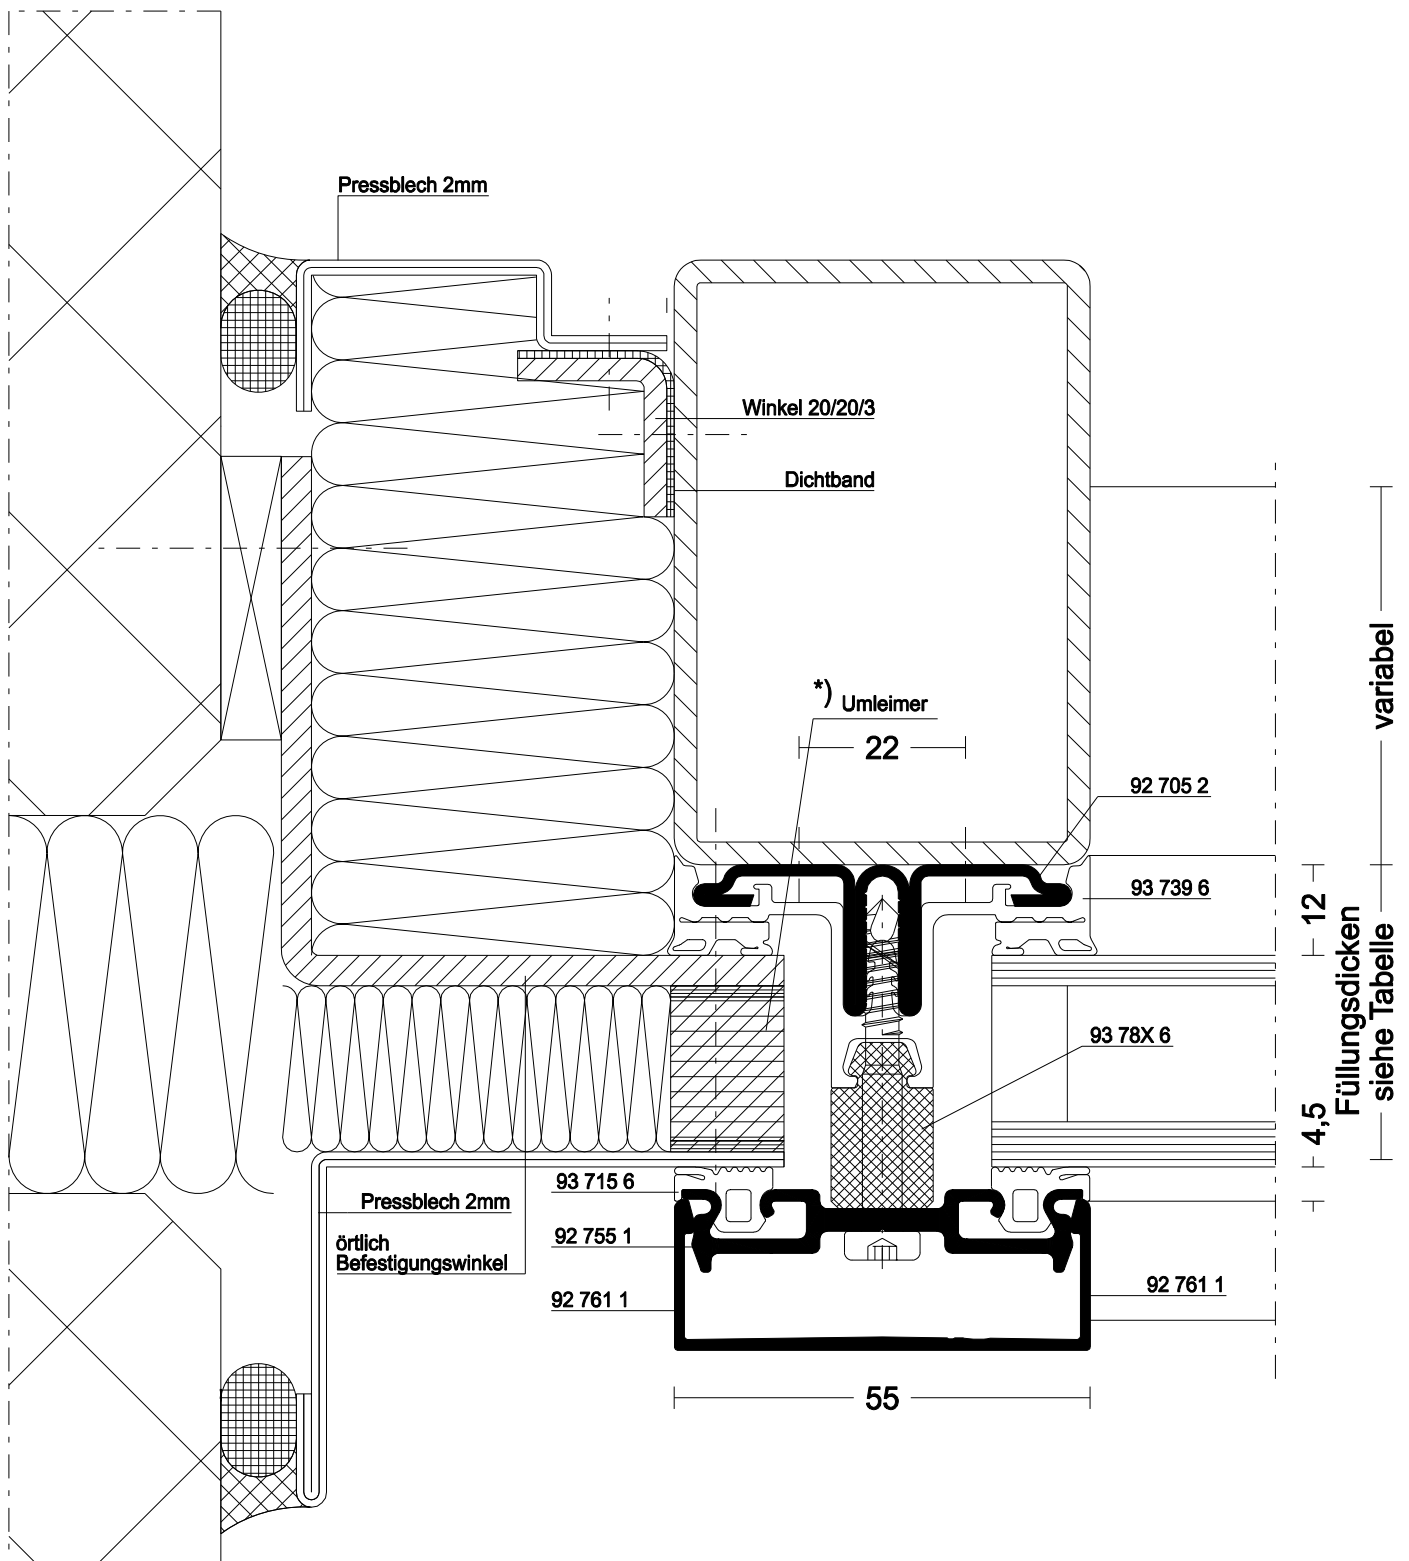 Pressblech 2mm
Winkel 20/20/3
Dichtband
*) Umleimer
22
92 705 2
93 739 6
variabel
12
Füllungsdicken
siehe Tabelle
93 78X 6
4,5
93 715 6
Pressblech 2mm
92 755 1
örtlich
Befestigungswinkel
92 761 1
92 761 1
55